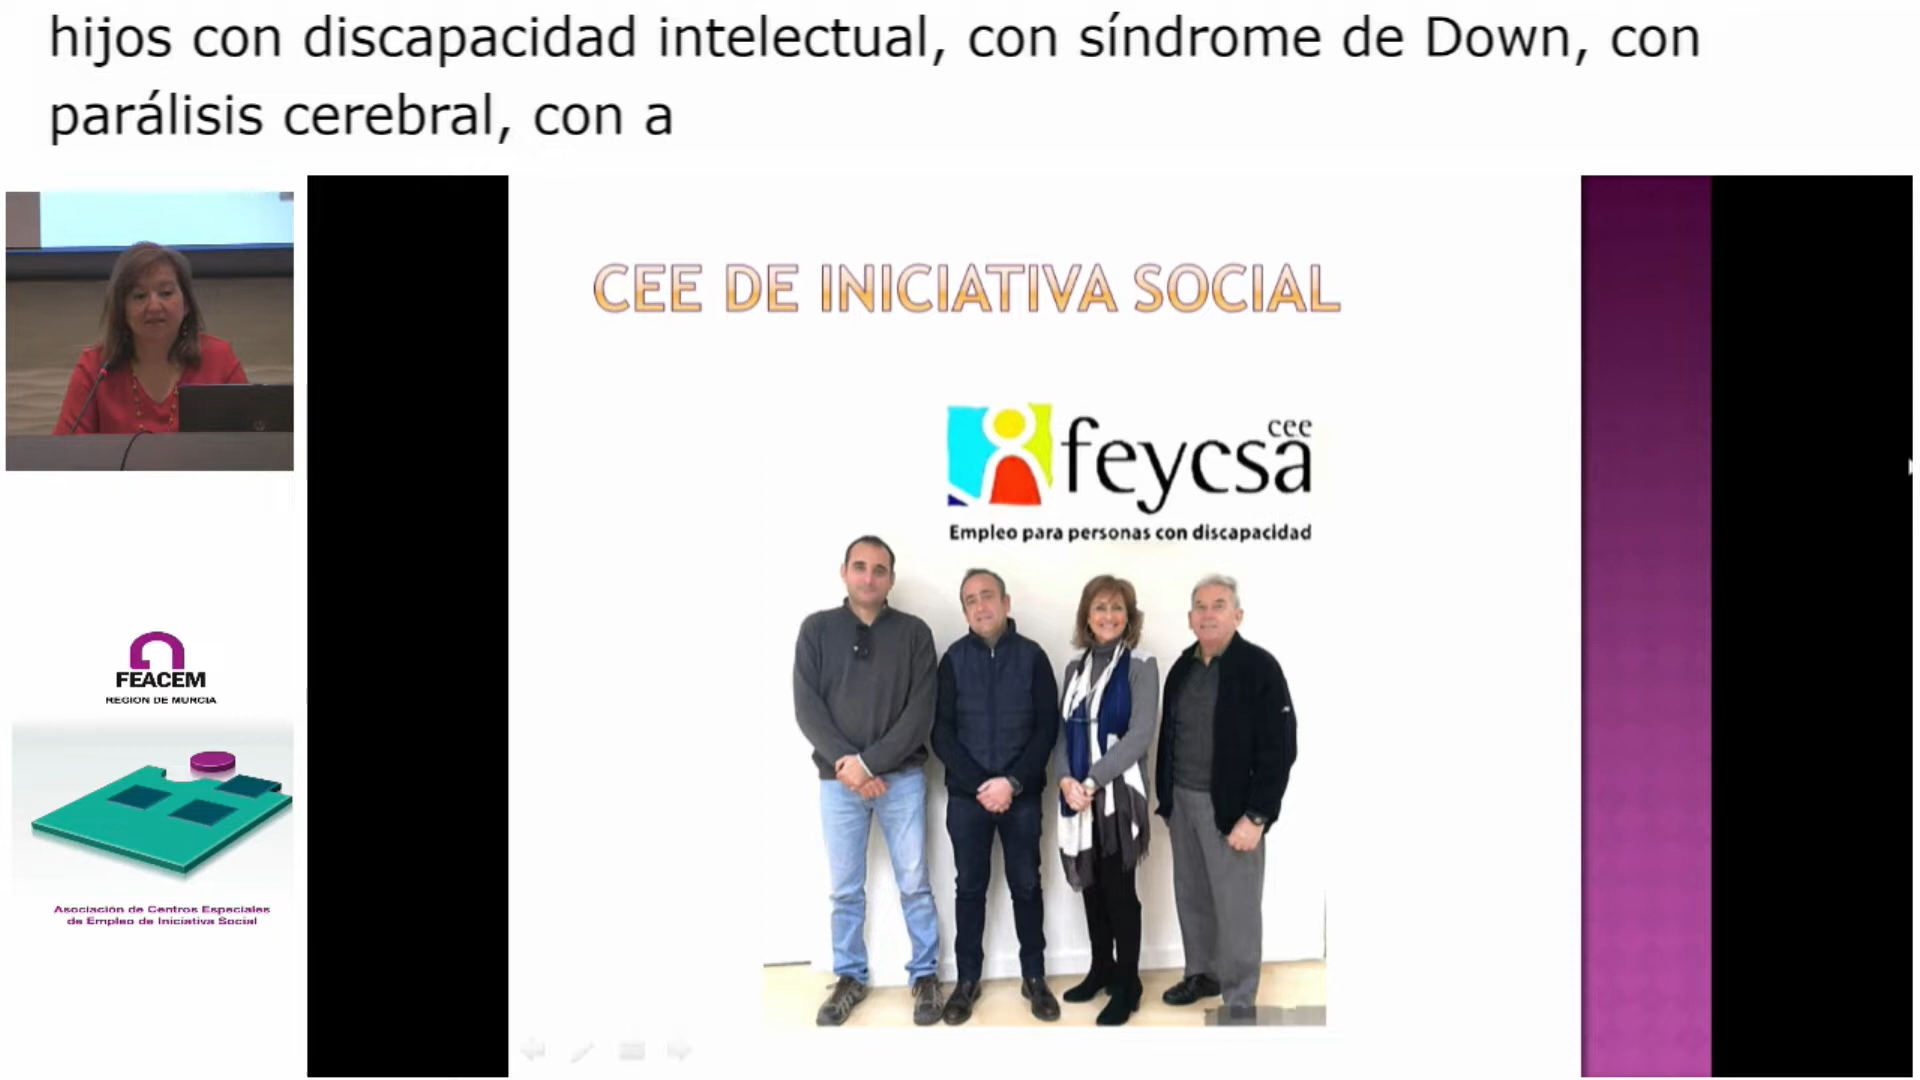 hijos con discapacidad intelectual, con síndrome de Down, con
parálisis cerebral, con a
CEE DE INICIATIVA SOCIAL
feycsa cee
Empleo para personas con discapacidad
FEACEM
REGION DE MURCIA
Asociación de Centros Especiales
de Empleo de Iniciativa Social